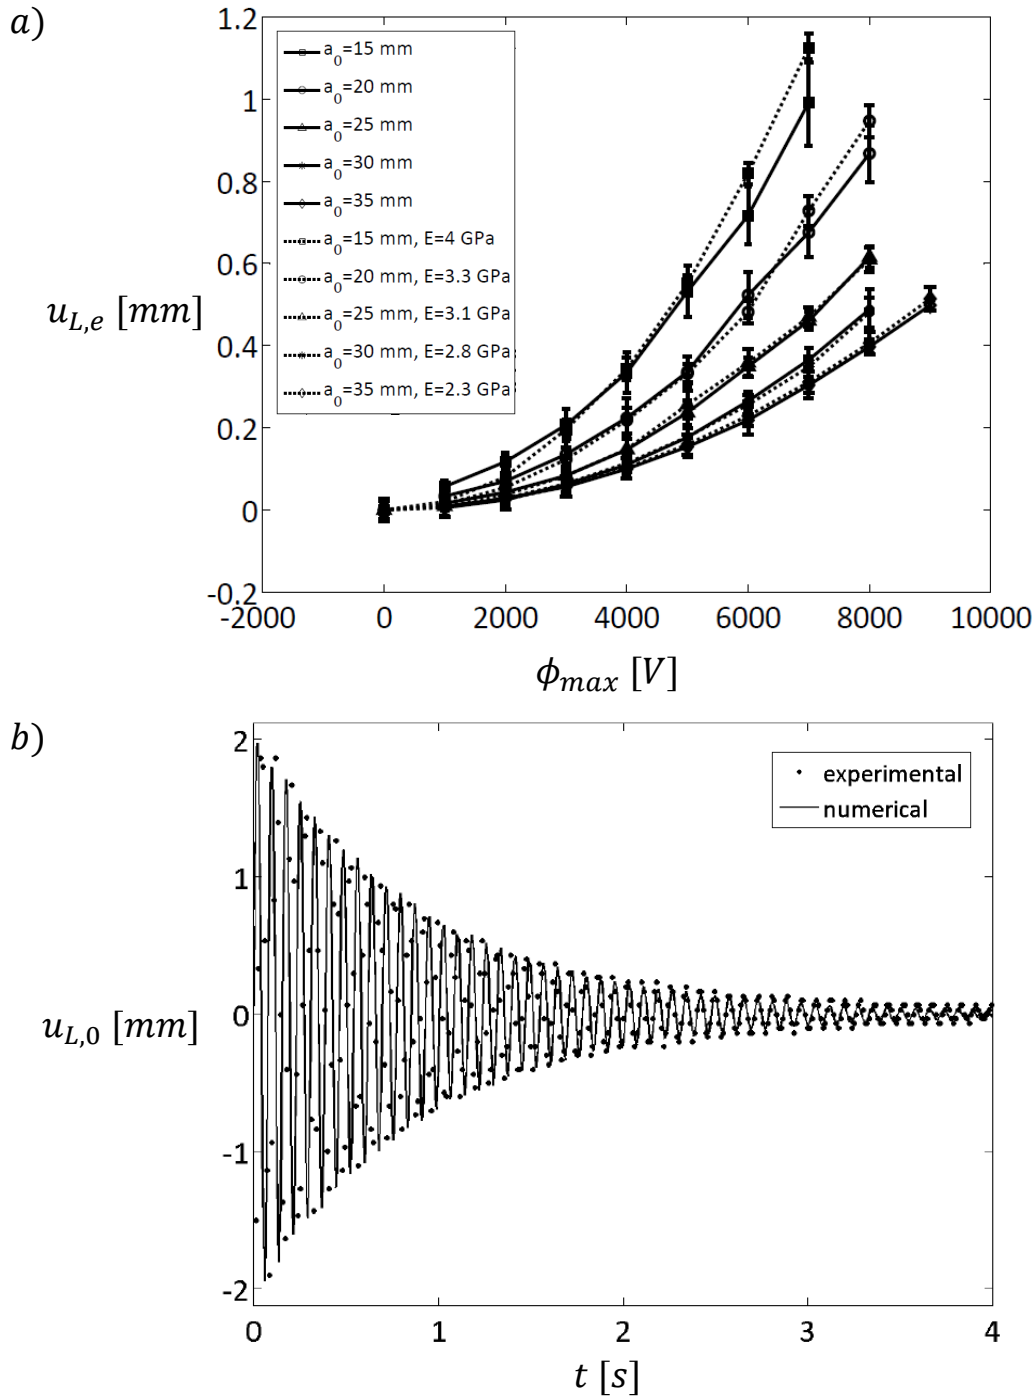 a)
1.2
1
0.8
0.6
0.4
0.2
0
-0.2
u_{L,e} [mm]
a_0=15 mm
a_0=20 mm
a_0=25 mm
a_0=30 mm
a_0=35 mm
a_0=15 mm, E=4 GPa
a_0=20 mm, E=3.3 GPa
a_0=25 mm, E=3.1 GPa
a_0=30 mm, E=2.8 GPa
a_0=35 mm, E=2.3 GPa
-2000 0 2000 4000 6000 8000 10000
ϕ_{max} [V]
b)
2
1
0
-1
-2
u_{L,0} [mm]
experimental
numerical
0 1 2 3 4
t [s]